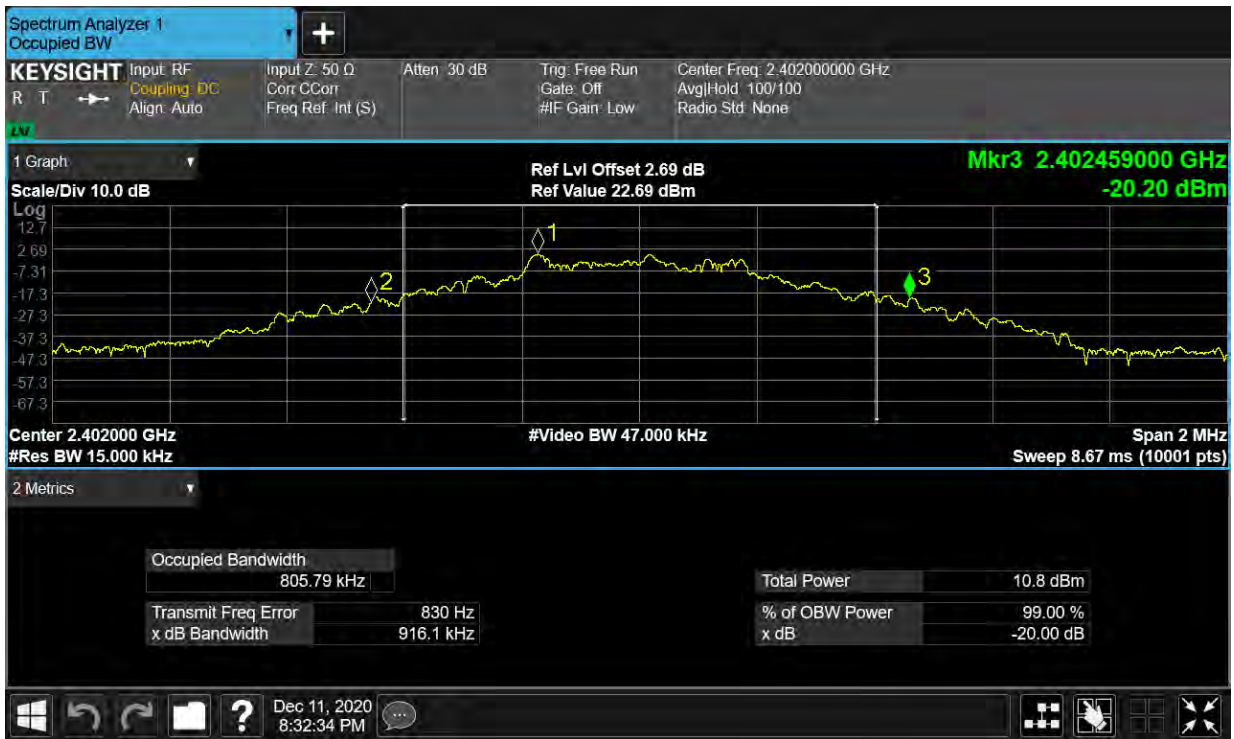 Spectrum Analyzer 1
Occupied BW
KEYSIGHT
R T
LXI
Input: RF
Coupling: DC
Align: Auto
Input Z: 50 Ω
Corr CCorr
Freq Ref: Int (S)
Atten: 30 dB
Trig: Free Run
Gate: Off
#IF Gain: Low
Center Freq: 2.402000000 GHz
Avg|Hold: 100/100
Radio Std: None
1 Graph
Scale/Div 10.0 dB
Ref Lvl Offset 2.69 dB
Ref Value 22.69 dBm
Mkr3 2.402459000 GHz
-20.20 dBm
Log
12.7
2.69
-7.31
-17.3
-27.3
-37.3
-47.3
-57.3
-67.3
1
2
3
Center 2.402000 GHz
#Res BW 15.000 kHz
#Video BW 47.000 kHz
Span 2 MHz
Sweep 8.67 ms (10001 pts)
2 Metrics
Occupied Bandwidth
805.79 kHz
Transmit Freq Error 830 Hz
x dB Bandwidth 916.1 kHz
Total Power 10.8 dBm
% of OBW Power 99.00 %
x dB -20.00 dB
?
Dec 11, 2020
8:32:34 PM